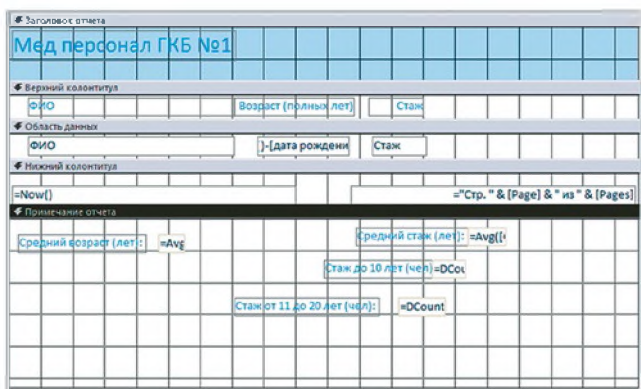 Заголовок отчета
Мед персонал ГКБ №1
Верхний колонтитул
ФИО Возраст (полных лет) Стаж
Область данных
ФИО )-[дата рождени Стаж
Нижний колонтитул
=Now() ="Стр. " & [Page] & " из " & [Pages]
Примечание отчета
Средний возраст (лет): =Avg Средний стаж (лет): =Avg([
Стаж до 10 лет (чел) =DCou
Стаж от 11 до 20 лет (чел): =DCount